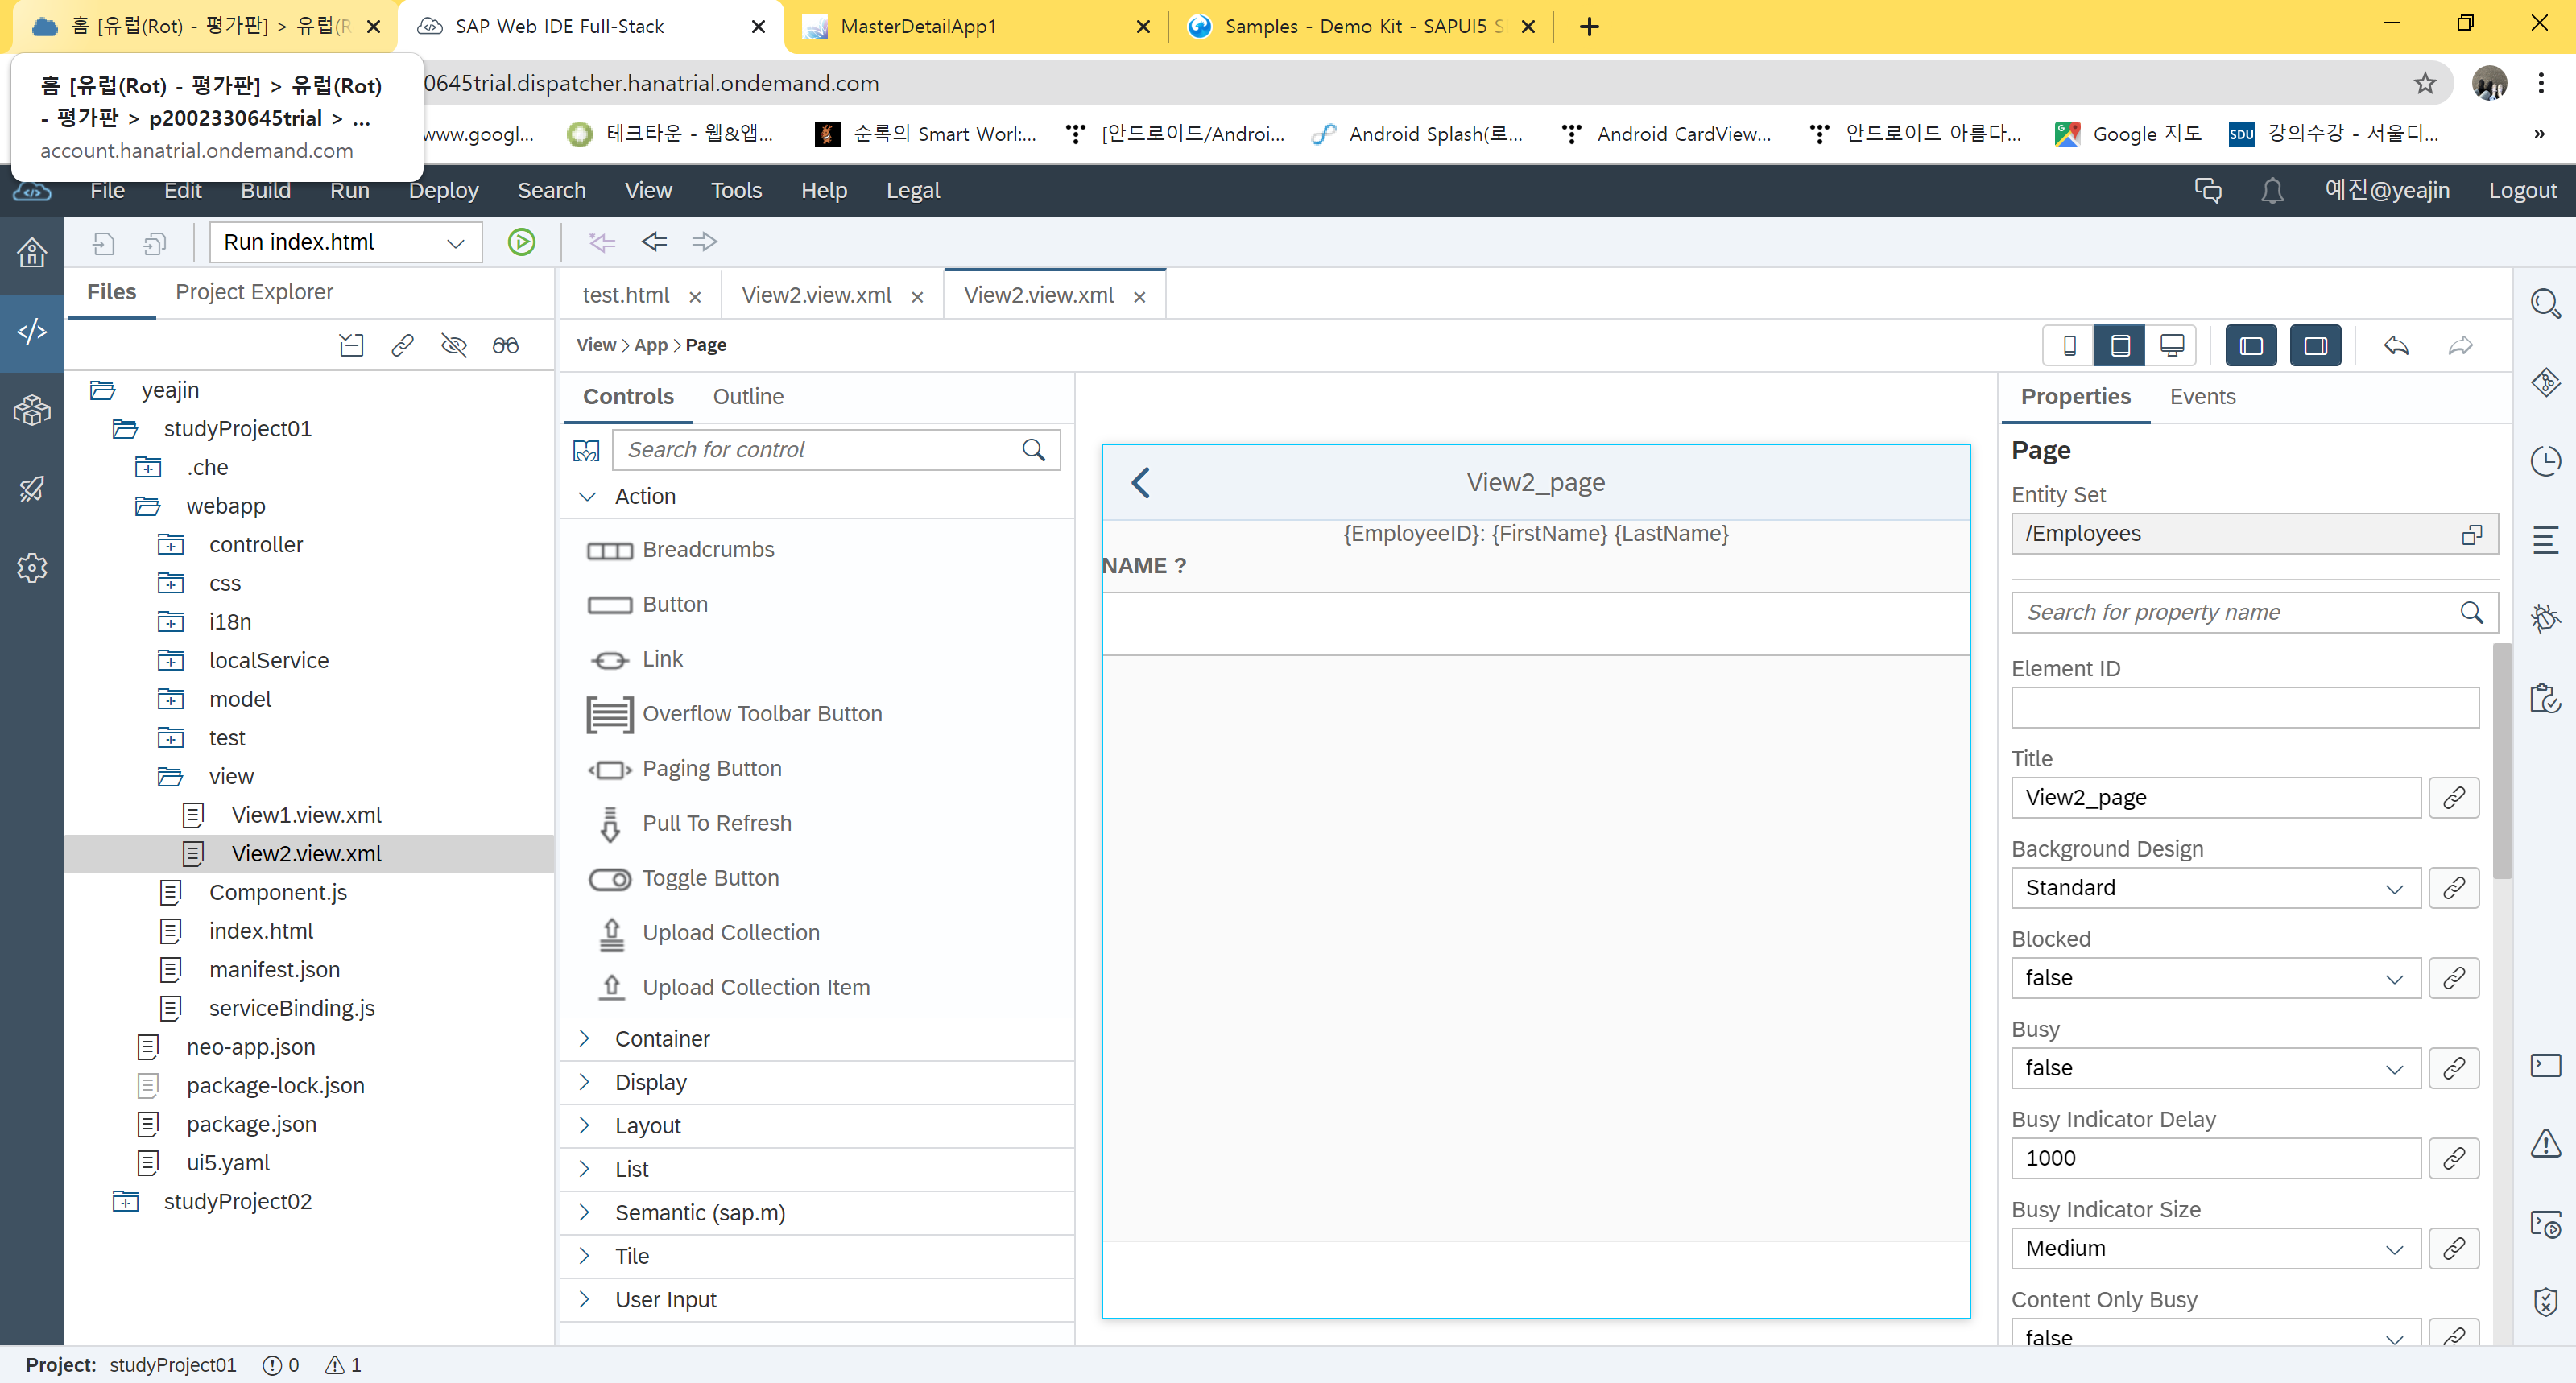 홈 [유럽(Rot) - 평가판] > 유럽(R
SAP Web IDE Full-Stack
MasterDetailApp1
Samples - Demo Kit - SAPUI5 S
홈 [유럽(Rot) - 평가판] > 유럽(Rot)
- 평가판 > p2002330645trial > ...
account.hanatrial.ondemand.com
0645trial.dispatcher.hanatrial.ondemand.com
www.googl...
테크타운 - 웹&앱...
순록의 Smart Worl:...
[안드로이드/Androi...
Android Splash(로...
Android CardView...
안드로이드 아름다...
Google 지도
SDU
강의수강 - 서울디...
»
File
Edit
Build
Run
Deploy
Search
View
Tools
Help
Legal
예진@yeajin
Logout
Run index.html
Files
Project Explorer
test.html
View2.view.xml
View2.view.xml
View > App > Page
yeajin
studyProject01
.che
webapp
controller
css
i18n
localService
model
test
view
View1.view.xml
View2.view.xml
Component.js
index.html
manifest.json
serviceBinding.js
neo-app.json
package-lock.json
package.json
ui5.yaml
studyProject02
Controls
Outline
Search for control
Action
Breadcrumbs
Button
Link
Overflow Toolbar Button
Paging Button
Pull To Refresh
Toggle Button
Upload Collection
Upload Collection Item
Container
Display
Layout
List
Semantic (sap.m)
Tile
User Input
View2_page
{EmployeeID}: {FirstName} {LastName}
NAME ?
Properties
Events
Page
Entity Set
/Employees
Search for property name
Element ID
Title
View2_page
Background Design
Standard
Blocked
false
Busy
false
Busy Indicator Delay
1000
Busy Indicator Size
Medium
Content Only Busy
false
Project: studyProject01
0
1